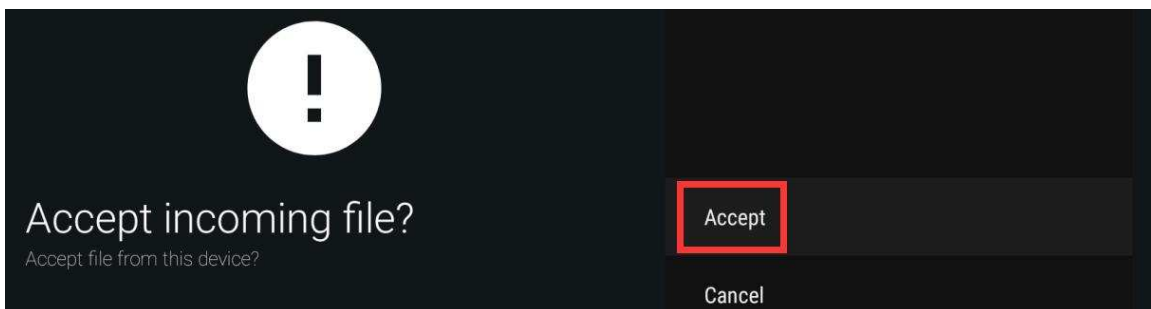 Accept incoming file?
Accept file from this device?
Accept
Cancel